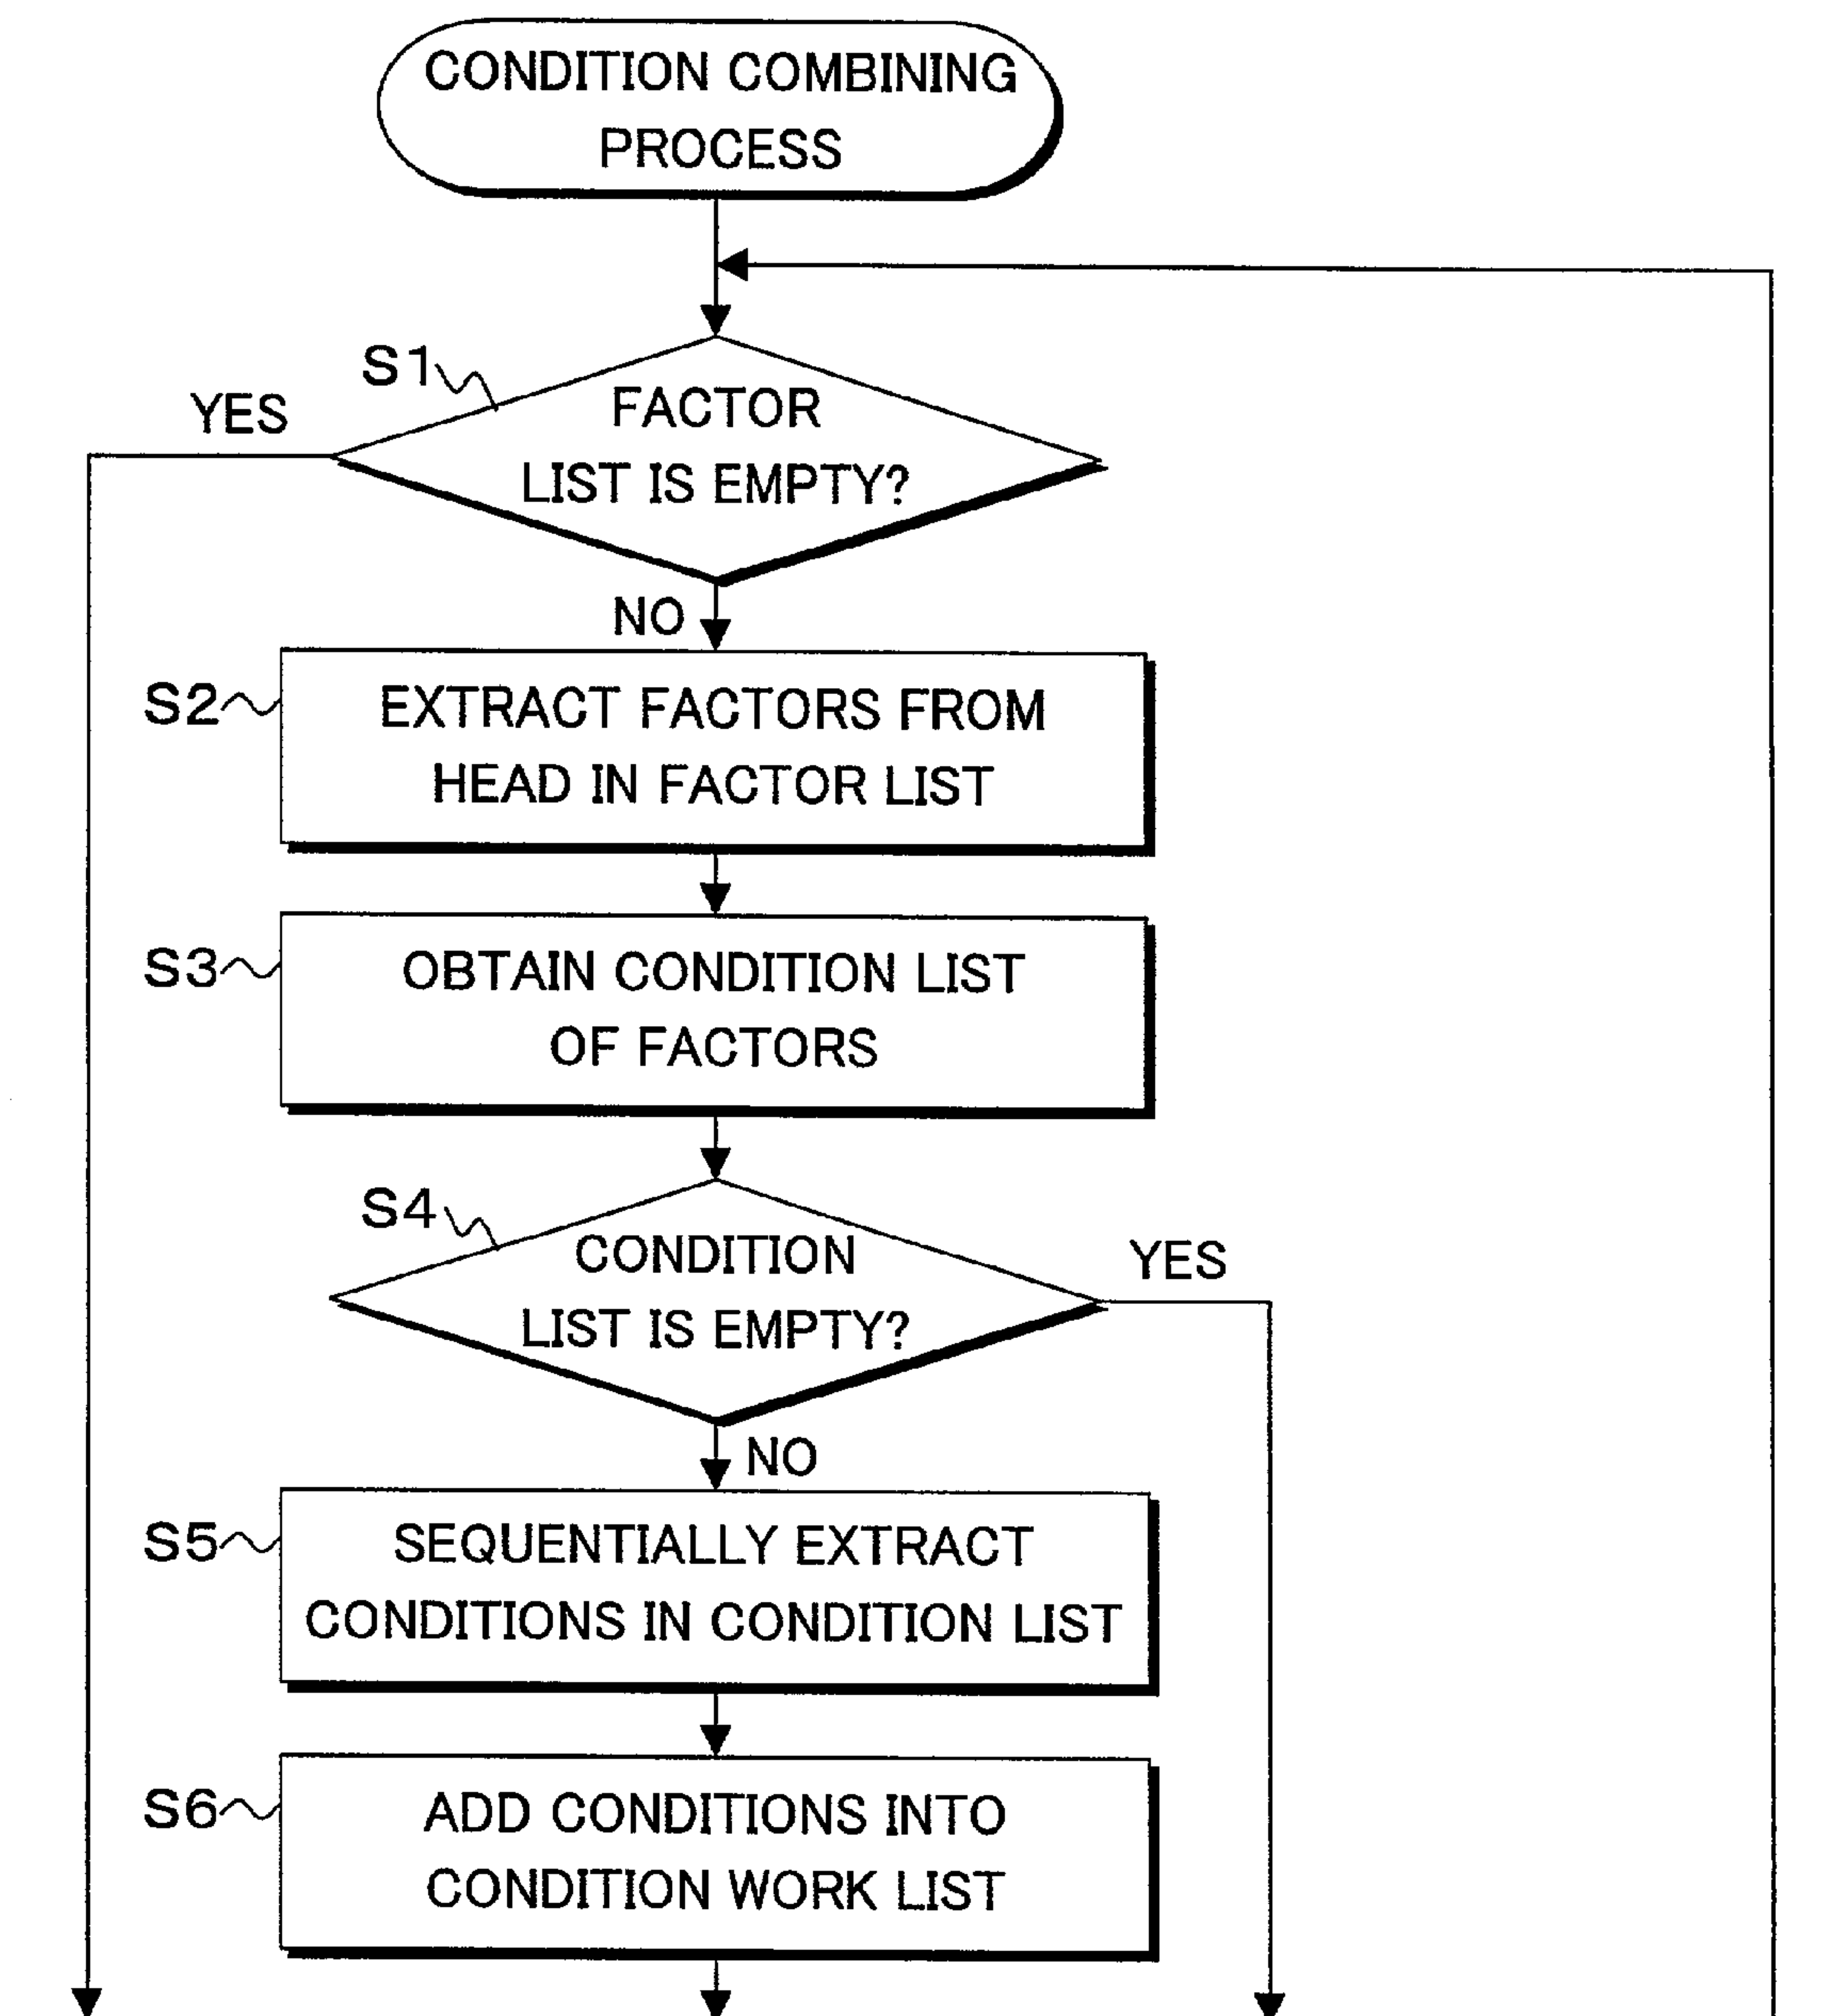 CONDITION COMBINING
PROCESS
S1
YES
FACTOR
LIST IS EMPTY?
NO
S2
EXTRACT FACTORS FROM
HEAD IN FACTOR LIST
S3
OBTAIN CONDITION LIST
OF FACTORS
S4
CONDITION
YES
LIST IS EMPTY?
NO
S5
SEQUENTIALLY EXTRACT
CONDITIONS IN CONDITION LIST
S6
ADD CONDITIONS INTO
CONDITION WORK LIST